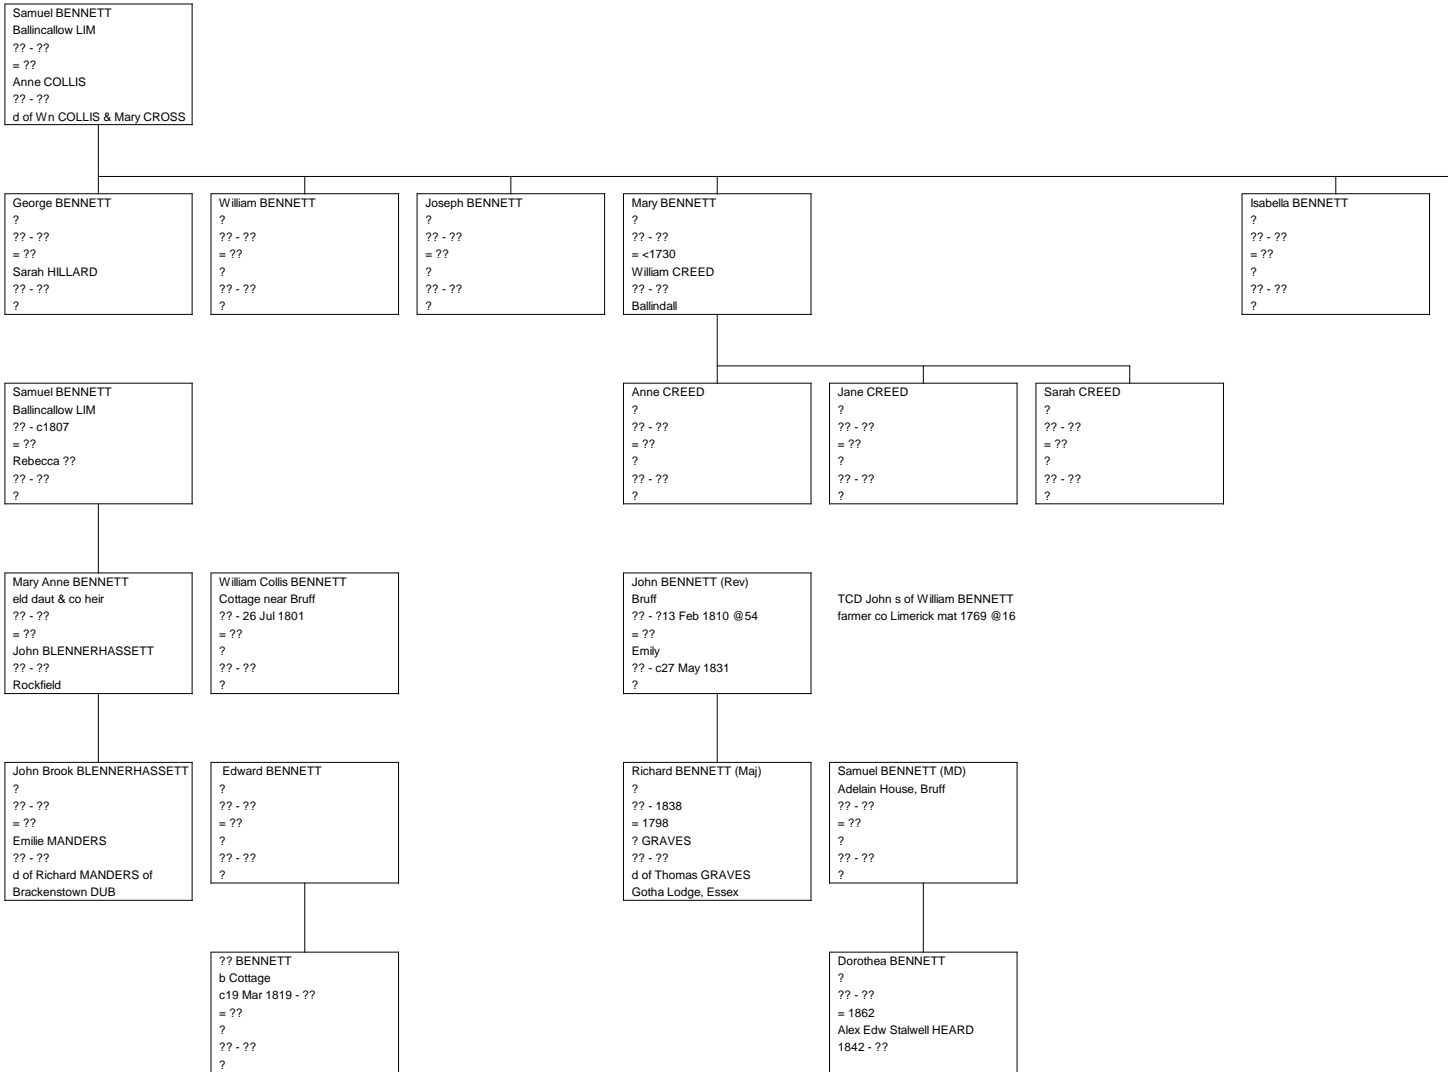 Samuel BENNETT
Ballincallow LIM
?? - ??
= ??
Anne COLLIS
?? - ??
d of Wn COLLIS & Mary CROSS
George BENNETT
?
?? - ??
= ??
Sarah HILLARD
?? - ??
?
William BENNETT
?
?? - ??
= ??
?
?? - ??
?
Joseph BENNETT
?
?? - ??
= ??
?
?? - ??
?
Mary BENNETT
?
?? - ??
= <1730
William CREED
?? - ??
Ballindall
Isabella BENNETT
?
?? - ??
= ??
?
?? - ??
?
Samuel BENNETT
Ballincallow LIM
?? - c1807
= ??
Rebecca ??
?? - ??
?
Anne CREED
?
?? - ??
= ??
?
?? - ??
?
Jane CREED
?
?? - ??
= ??
?
?? - ??
?
Sarah CREED
?
?? - ??
= ??
?
?? - ??
?
Mary Anne BENNETT
eld daut & co heir
?? - ??
= ??
John BLENNERHASSETT
?? - ??
Rockfield
William Collis BENNETT
Cottage near Bruff
?? - 26 Jul 1801
= ??
?
?? - ??
?
John BENNETT (Rev)
Bruff
?? - ?13 Feb 1810 @54
= ??
Emily
?? - c27 May 1831
?
TCD John s of William BENNETT
farmer co Limerick mat 1769 @16
John Brook BLENNERHASSETT
?
?? - ??
= ??
Emilie MANDERS
?? - ??
d of Richard MANDERS of
Brackenstown DUB
Edward BENNETT
?
?? - ??
= ??
?
?? - ??
?
Richard BENNETT (Maj)
?
?? - 1838
= 1798
? GRAVES
?? - ??
d of Thomas GRAVES
Gotha Lodge, Essex
Samuel BENNETT (MD)
Adelain House, Bruff
?? - ??
= ??
?
?? - ??
?
?? BENNETT
b Cottage
c19 Mar 1819 - ??
= ??
?
?? - ??
?
Dorothea BENNETT
?
?? - ??
= 1862
Alex Edw Stalwell HEARD
1842 - ??